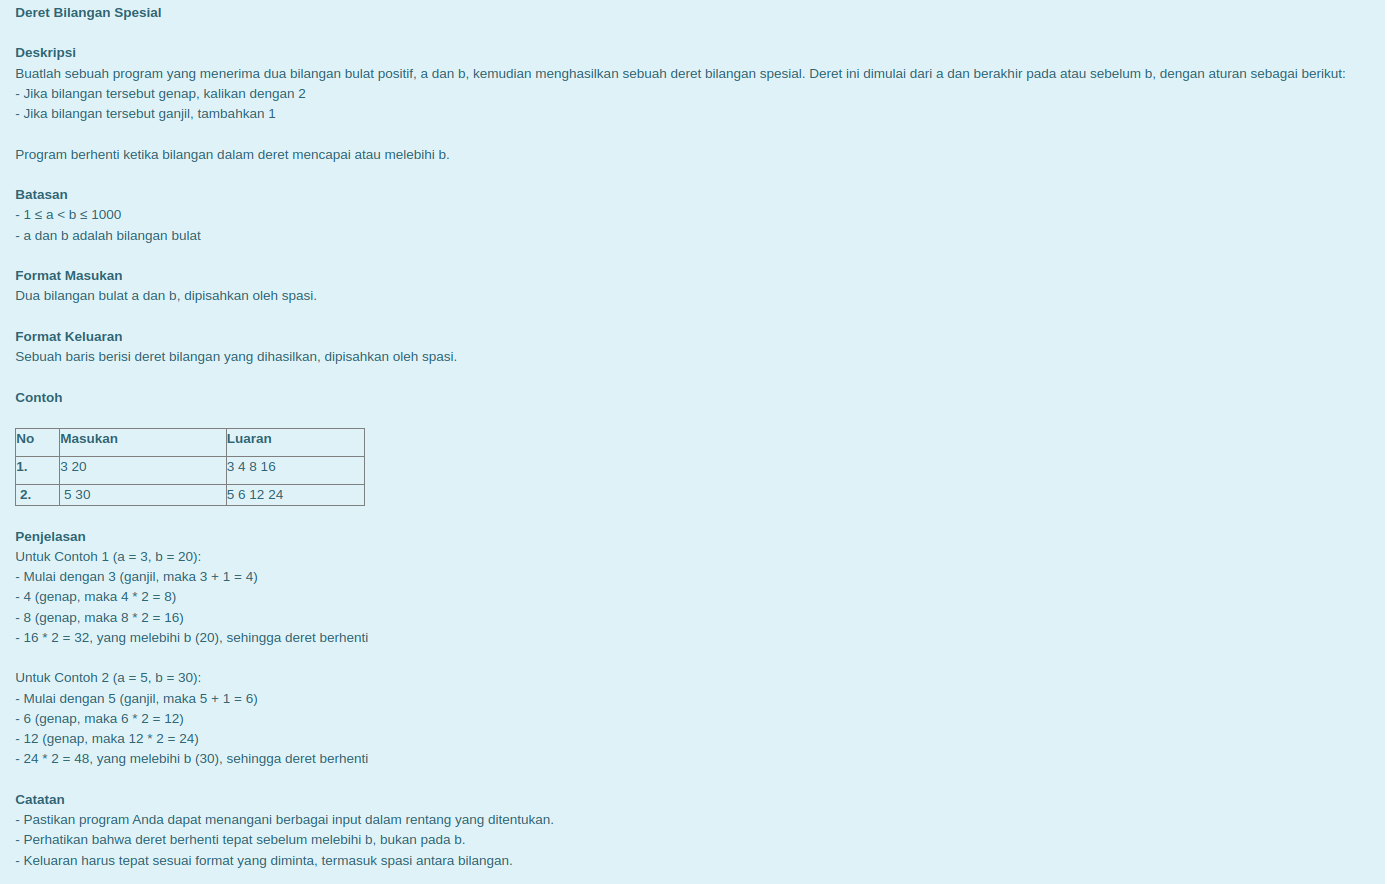 Deret Bilangan Spesial
Deskripsi
Buatlah sebuah program yang menerima dua bilangan bulat positif, a dan b, kemudian menghasilkan sebuah deret bilangan spesial. Deret ini dimulai dari a dan berakhir pada atau sebelum b, dengan aturan sebagai berikut:
- Jika bilangan tersebut genap, kalikan dengan 2
- Jika bilangan tersebut ganjil, tambahkan 1
Program berhenti ketika bilangan dalam deret mencapai atau melebihi b.
Batasan
- 1 ≤ a < b ≤ 1000
- a dan b adalah bilangan bulat
Format Masukan
Dua bilangan bulat a dan b, dipisahkan oleh spasi.
Format Keluaran
Sebuah baris berisi deret bilangan yang dihasilkan, dipisahkan oleh spasi.
Contoh
No Masukan Luaran
1. 3 20 3 4 8 16
2. 5 30 5 6 12 24
Penjelasan
Untuk Contoh 1 (a = 3, b = 20):
- Mulai dengan 3 (ganjil, maka 3 + 1 = 4)
- 4 (genap, maka 4 * 2 = 8)
- 8 (genap, maka 8 * 2 = 16)
- 16 * 2 = 32, yang melebihi b (20), sehingga deret berhenti
Untuk Contoh 2 (a = 5, b = 30):
- Mulai dengan 5 (ganjil, maka 5 + 1 = 6)
- 6 (genap, maka 6 * 2 = 12)
- 12 (genap, maka 12 * 2 = 24)
- 24 * 2 = 48, yang melebihi b (30), sehingga deret berhenti
Catatan
- Pastikan program Anda dapat menangani berbagai input dalam rentang yang ditentukan.
- Perhatikan bahwa deret berhenti tepat sebelum melebihi b, bukan pada b.
- Keluaran harus tepat sesuai format yang diminta, termasuk spasi antara bilangan.